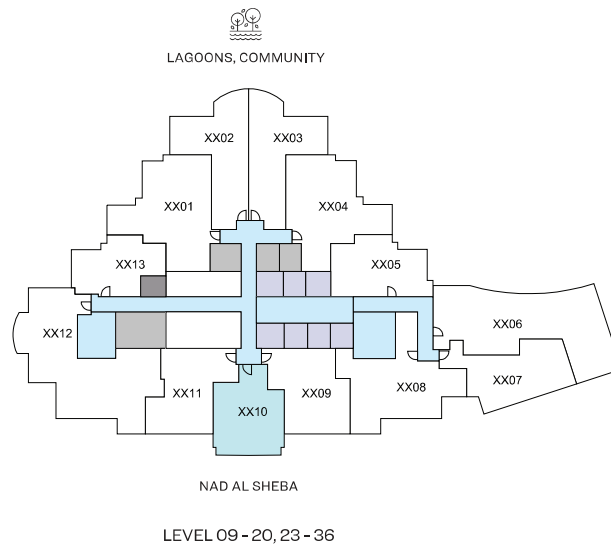 LAGOONS, COMMUNITY
XX02
XX03
XX01
XX04
XX13
XX05
XX12
XX06
XX07
XX08
XX11
XX10
XX09
NAD AL SHEBA
LEVEL 09 - 20, 23 - 36